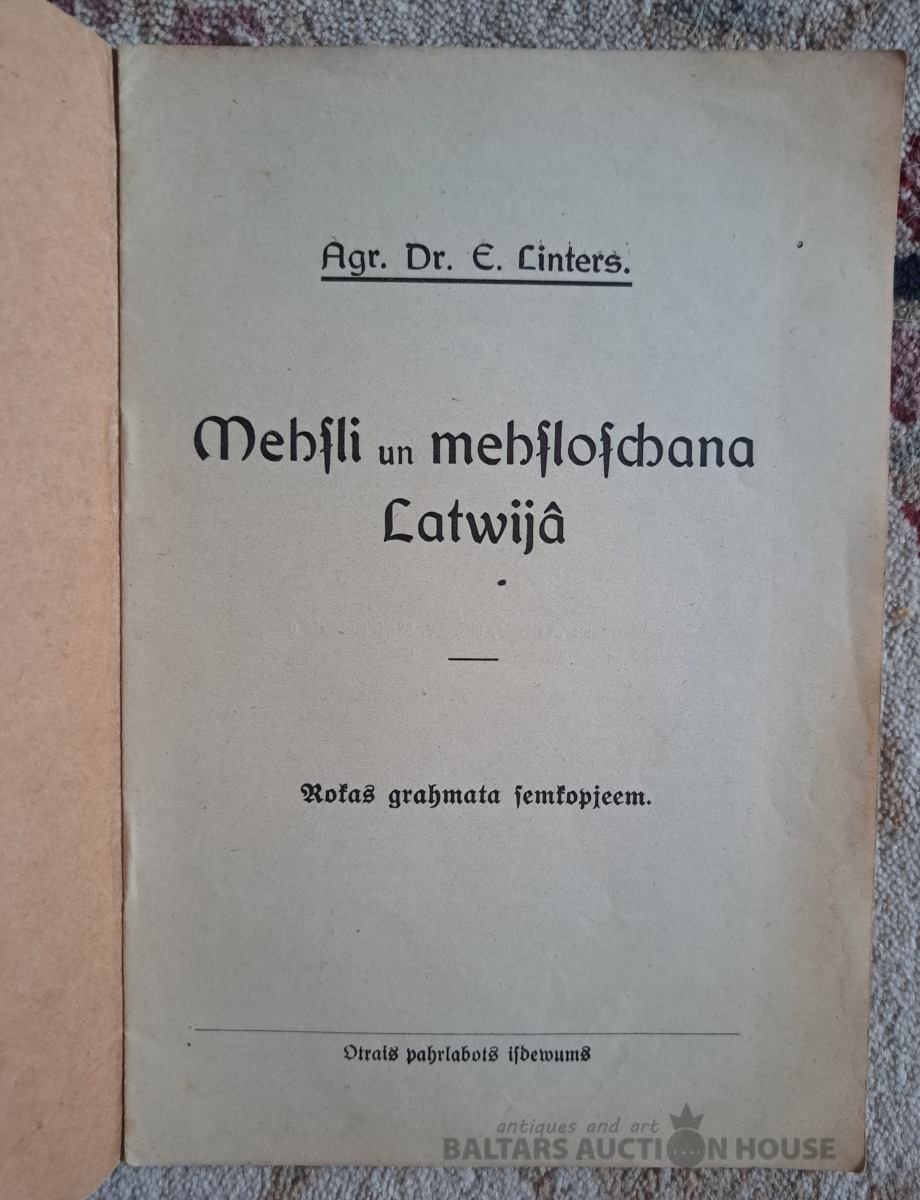 Agr. Dr. E. Linters.
Mehſli un mehſloſchana
Latwijâ
Rokas grahmata ſemkopjeem.
Otrais pahrlabots iſdewums
antiques and art
BALTARS AUCTION HOUSE